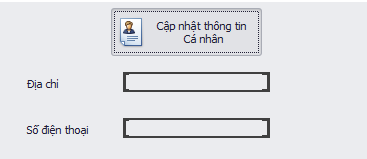 Cập nhật thông tin
Cá nhân
Địa chỉ
Số điện thoại